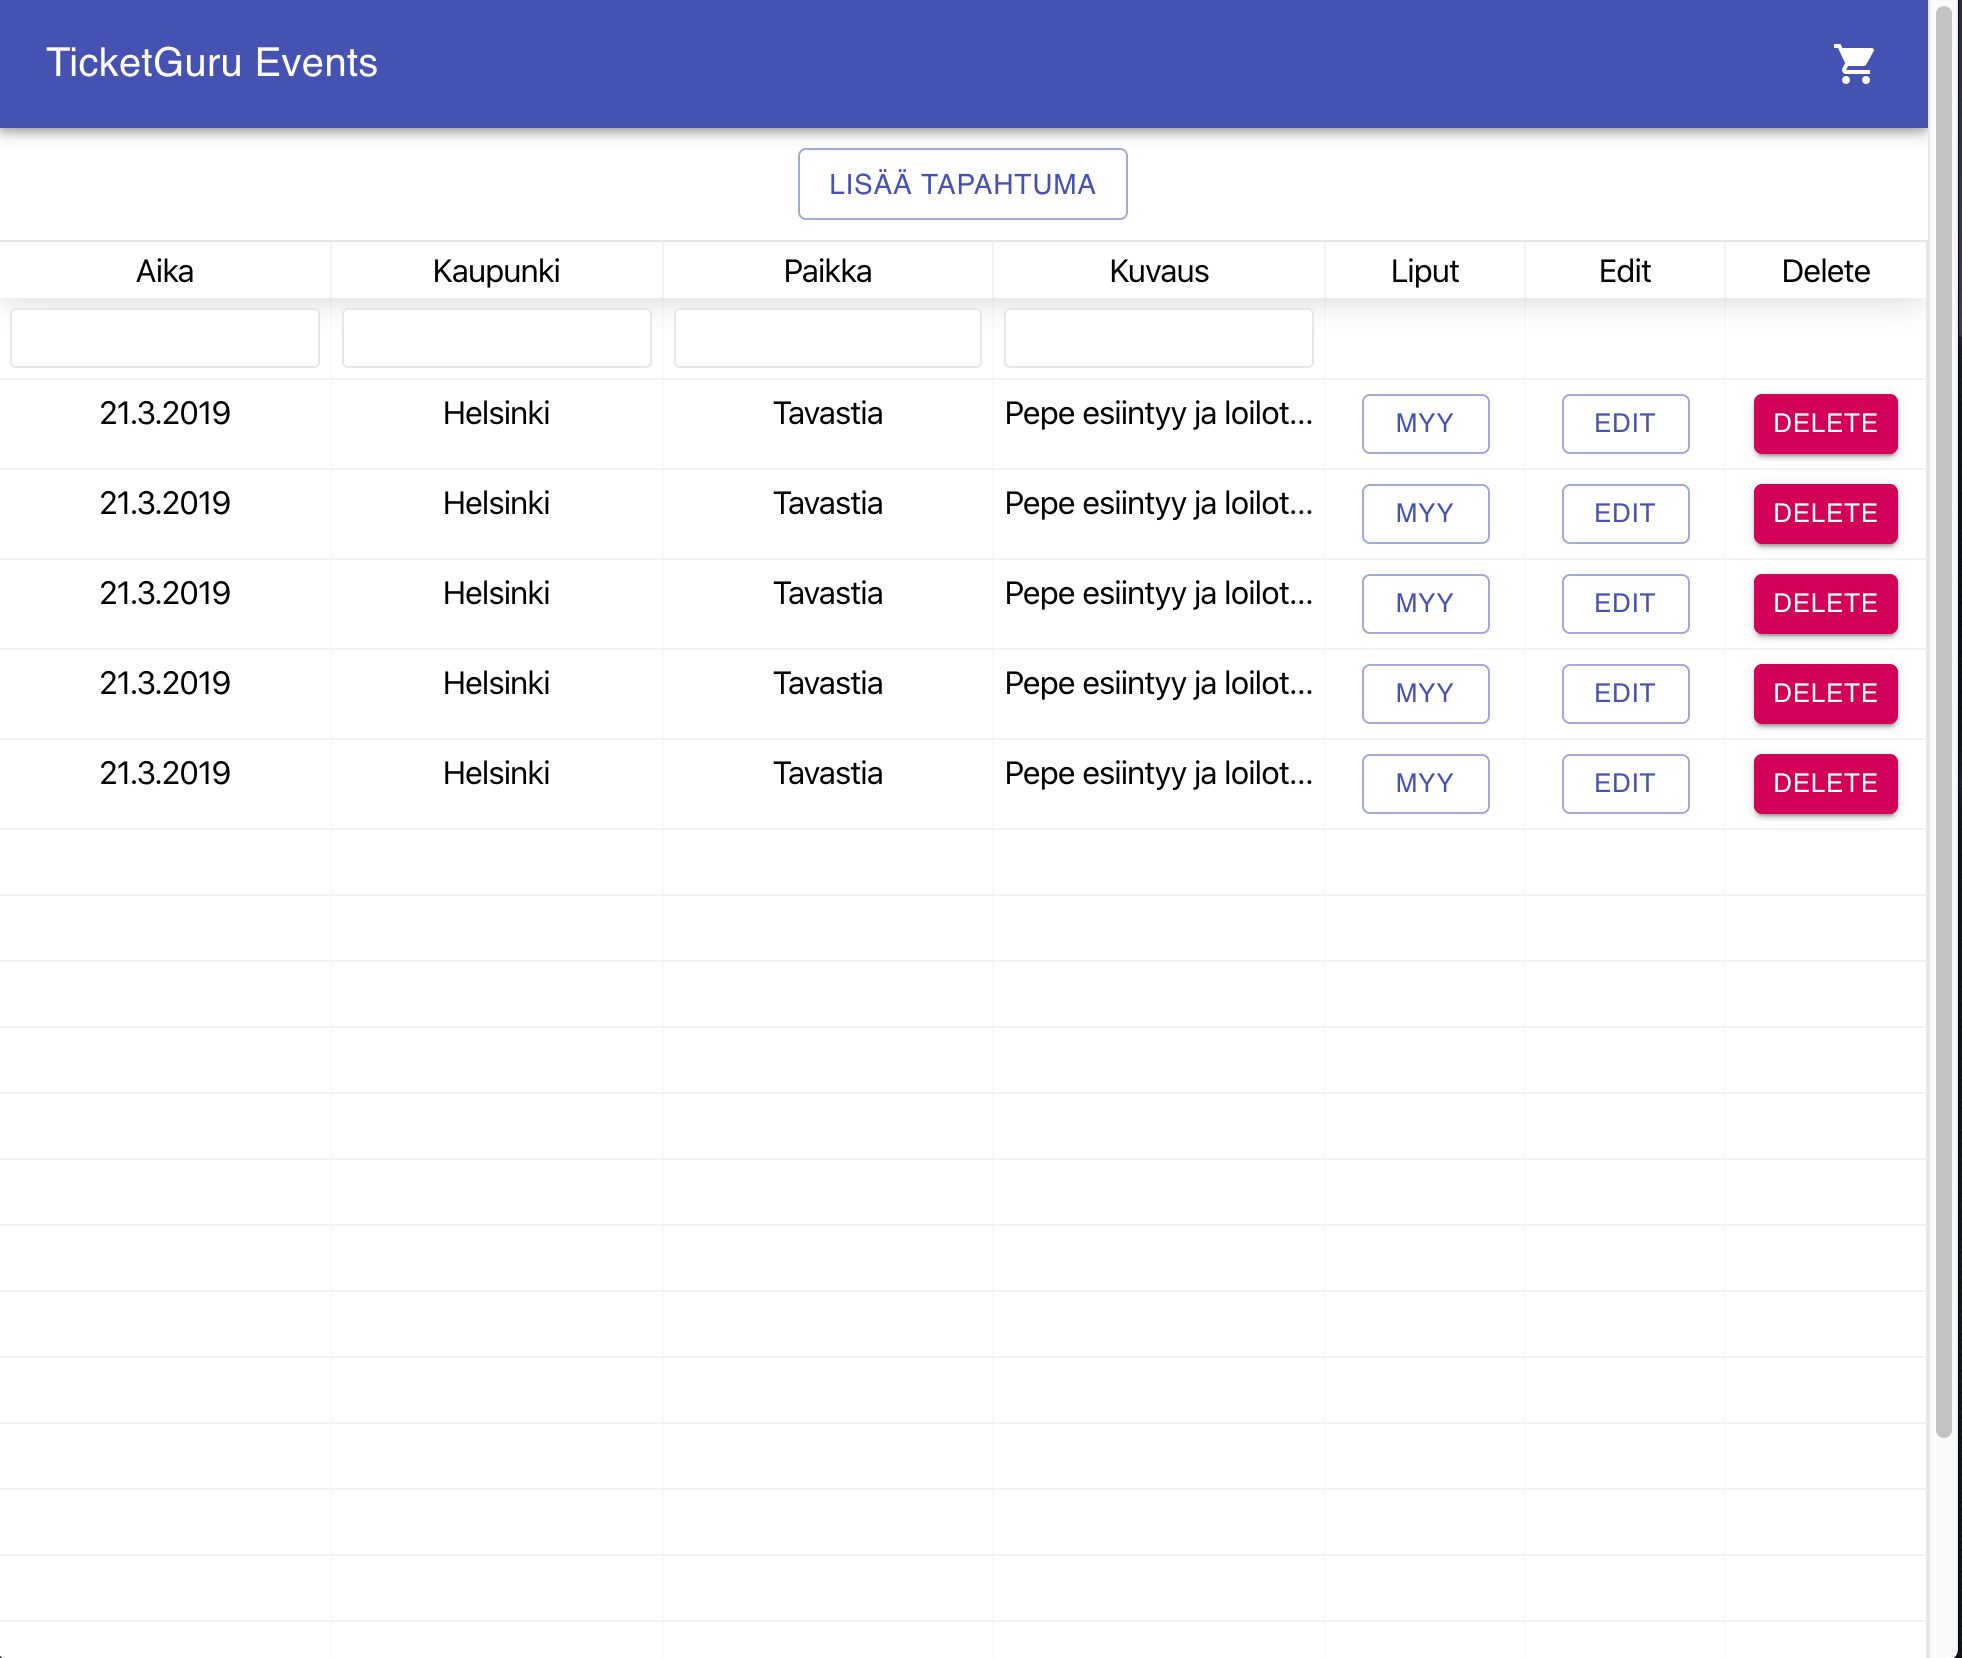 TicketGuru Events
LISÄÄ TAPAHTUMA
Aika Kaupunki Paikka Kuvaus Liput Edit Delete
21.3.2019 Helsinki Tavastia Pepe esiintyy ja loilot... MYY EDIT DELETE
21.3.2019 Helsinki Tavastia Pepe esiintyy ja loilot... MYY EDIT DELETE
21.3.2019 Helsinki Tavastia Pepe esiintyy ja loilot... MYY EDIT DELETE
21.3.2019 Helsinki Tavastia Pepe esiintyy ja loilot... MYY EDIT DELETE
21.3.2019 Helsinki Tavastia Pepe esiintyy ja loilot... MYY EDIT DELETE